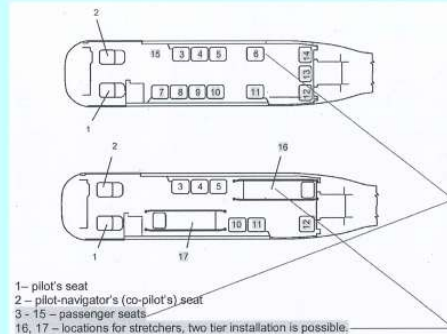 2
15 3 4 5 6 14
13
7 8 9 10 11 12
1
2 16
3 4 5
10 11 12
1 17
1– pilot's seat
2 – pilot-navigator's (co-pilot's) seat
3 - 15 – passenger seats
16, 17 – locations for stretchers, two tier installation is possible.